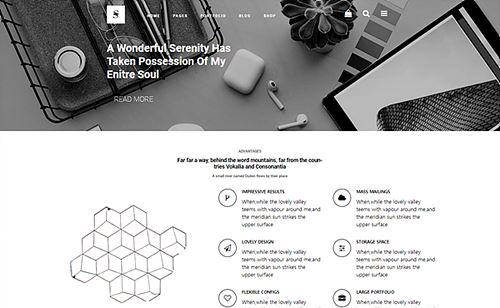 S
HOME PAGES PORTFOLIO BLOG SHOP
A Wonderful Serenity Has
Taken Possession Of My
Enitre Soul
READ MORE
ADVANTAGES
Far far a way, behind the word mountains, far from the coun-
tries Vokalia and Consonantia
A small river named Duden flows by their place
IMPRESSIVE RESULTS
When,while the lovely valley
teems with vapour around me,and
the meridian sun strikes the
upper surface
MASS MAILINGS
When,while the lovely valley
teems with vapour around me,and
the meridian sun strikes the
upper surface
LOVELY DESIGN
When,while the lovely valley
teems with vapour around me,and
the meridian sun strikes the
upper surface
STORAGE SPACE
When,while the lovely valley
teems with vapour around me,and
the meridian sun strikes the
upper surface
FLEXIBLE CONFIGS
When,while the lovely valley
LARGE PORTFOLIO
When,while the lovely valley